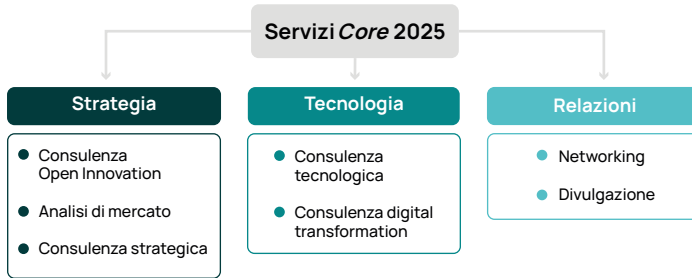 Servizi Core 2025
Strategia
Consulenza
Open Innovation
Analisi di mercato
Consulenza strategica
Tecnologia
Consulenza
tecnologica
Consulenza digital
transformation
Relazioni
Networking
Divulgazione